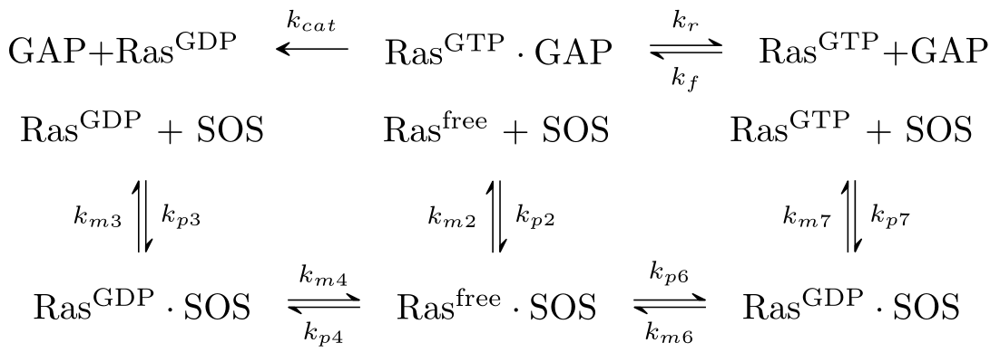 k_cat k_r
GAP+Ras^GDP ← Ras^GTP · GAP ⇌ Ras^GTP+GAP
k_f
Ras^GDP + SOS Ras^free + SOS Ras^GTP + SOS
k_m3 ⇌ k_p3 k_m2 ⇌ k_p2 k_m7 ⇌ k_p7
k_m4 k_p6
Ras^GDP · SOS ⇌ Ras^free · SOS ⇌ Ras^GDP · SOS
k_p4 k_m6